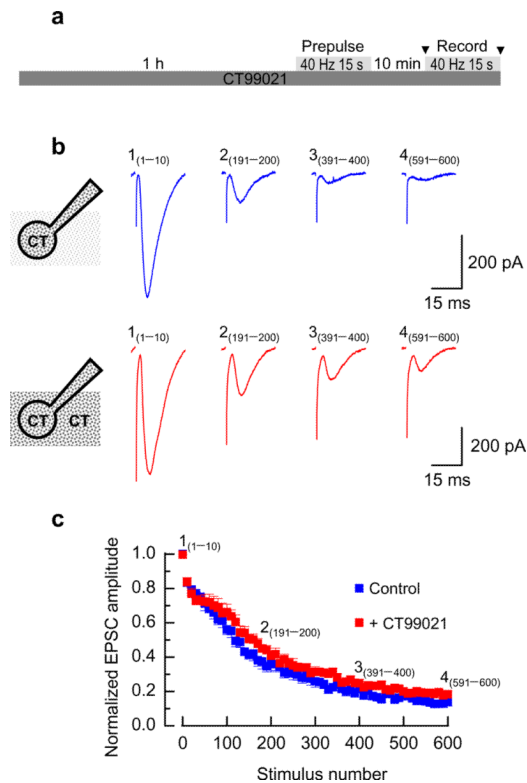 a
Prepulse Record
1 h 40 Hz 15 s 10 min 40 Hz 15 s
CT99021
b
1(1–10) 2(191–200) 3(391–400) 4(591–600)
CT
200 pA
15 ms
1(1–10) 2(191–200) 3(391–400) 4(591–600)
CT CT
200 pA
15 ms
c
Normalized EPSC amplitude
1.0
0.8
0.6
0.4
0.2
0.0
1(1–10)
2(191–200)
3(391–400)
4(591–600)
Control
+ CT99021
0 100 200 300 400 500 600
Stimulus number